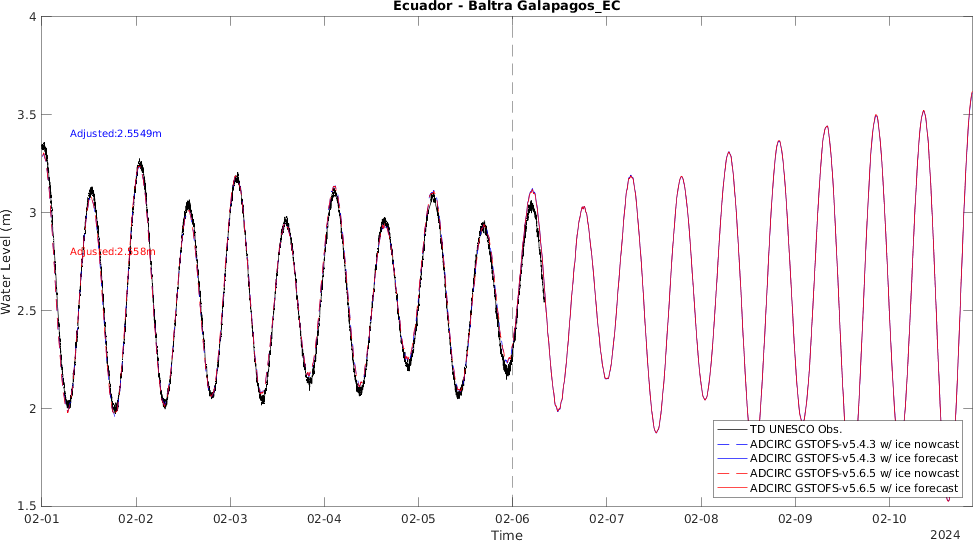 Ecuador - Baltra Galapagos_EC
4
3.5
3
2.5
2
1.5
Water Level (m)
Adjusted:2.5549m
Adjusted:2.558m
TD UNESCO Obs.
ADCIRC GSTOFS-v5.4.3 w/ ice nowcast
ADCIRC GSTOFS-v5.4.3 w/ ice forecast
ADCIRC GSTOFS-v5.6.5 w/ ice nowcast
ADCIRC GSTOFS-v5.6.5 w/ ice forecast
02-01 02-02 02-03 02-04 02-05 02-06 02-07 02-08 02-09 02-10
Time
2024